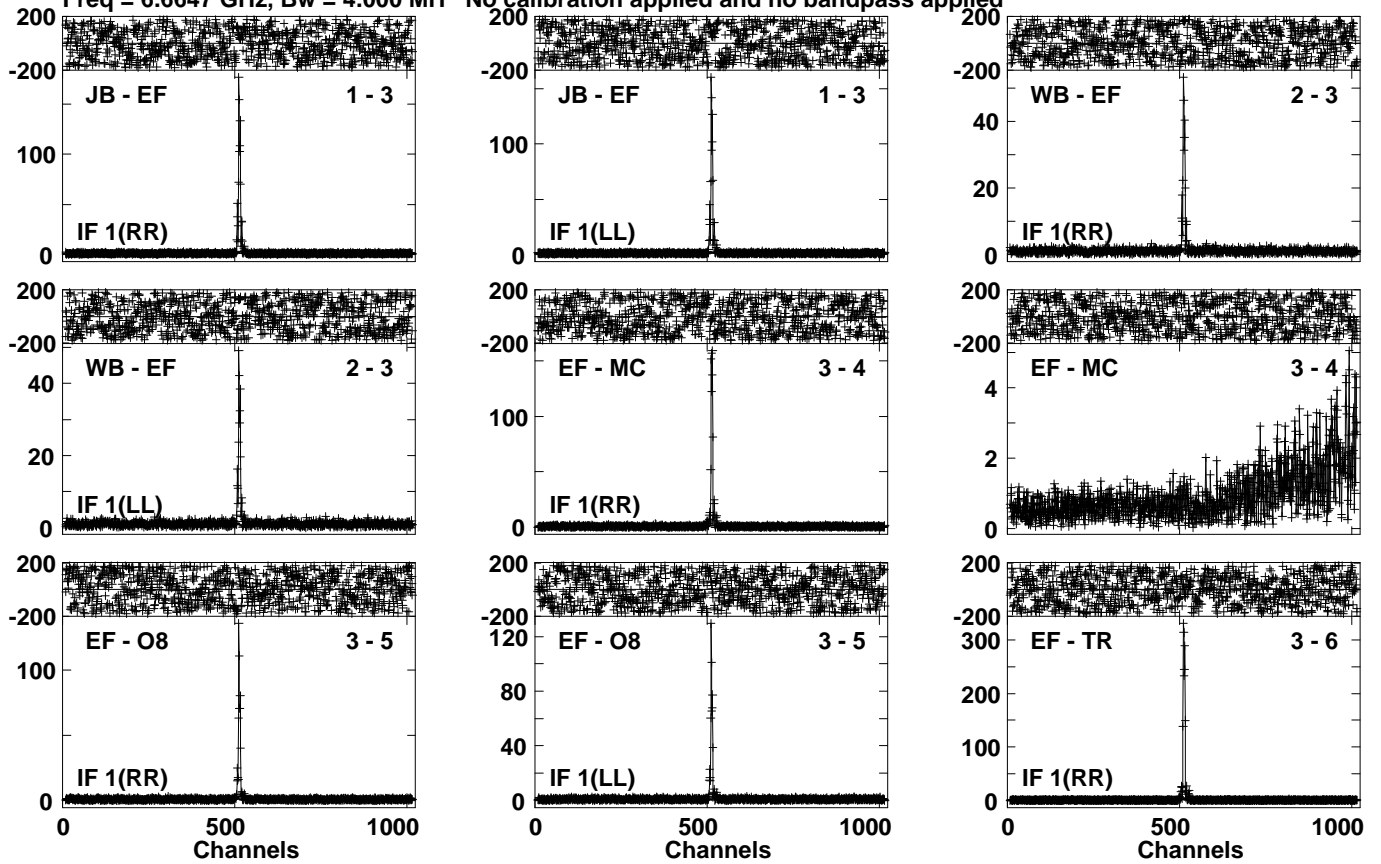 Freq = 6.6647 GHz, Bw = 4.000 MH No calibration applied and no bandpass applied
200
-200
JB - EF 1 - 3
100
IF 1(RR)
0
200
-200
JB - EF 1 - 3
100
IF 1(LL)
0
200
-200
WB - EF 2 - 3
40
20
IF 1(RR)
0
200
-200
WB - EF 2 - 3
40
20
IF 1(LL)
0
200
-200
EF - MC 3 - 4
100
IF 1(RR)
0
200
-200
EF - MC 3 - 4
4
2
0
200
-200
EF - O8 3 - 5
100
IF 1(RR)
0
0 500 1000
Channels
200
-200
EF - O8 3 - 5
120
80
40
IF 1(LL)
0
0 500 1000
Channels
200
-200
EF - TR 3 - 6
300
200
100
IF 1(RR)
0
0 500 1000
Channels